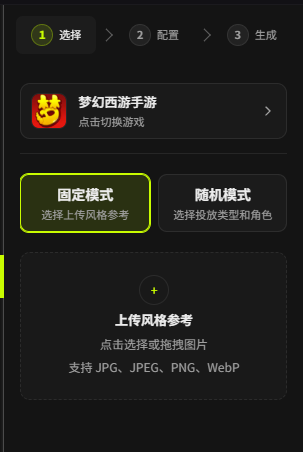 1 选择
2 配置
3 生成
梦幻西游手游
点击切换游戏
固定模式
选择上传风格参考
随机模式
选择投放类型和角色
+
上传风格参考
点击选择或拖拽图片
支持 JPG、JPEG、PNG、WebP